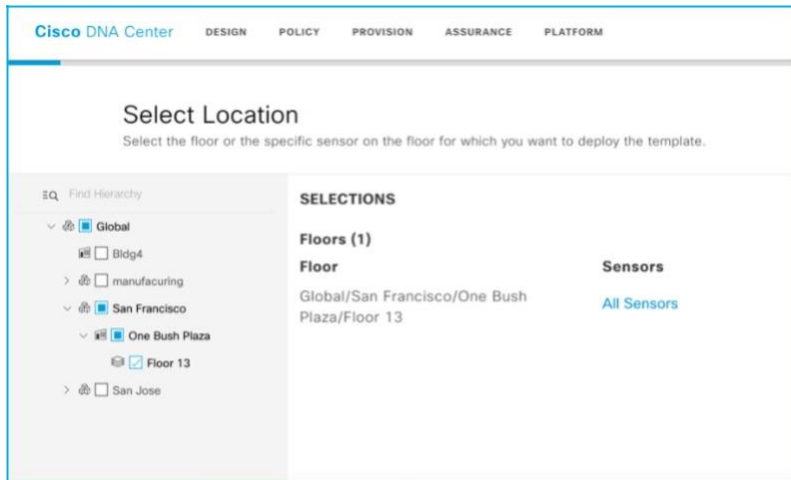 Cisco DNA Center DESIGN POLICY PROVISION ASSURANCE PLATFORM
Select Location
Select the floor or the specific sensor on the floor for which you want to deploy the template.
Find Hierarchy
Global
Bldg4
manufacuring
San Francisco
One Bush Plaza
Floor 13
San Jose
SELECTIONS
Floors (1)
Floor Sensors
Global/San Francisco/One Bush All Sensors
Plaza/Floor 13